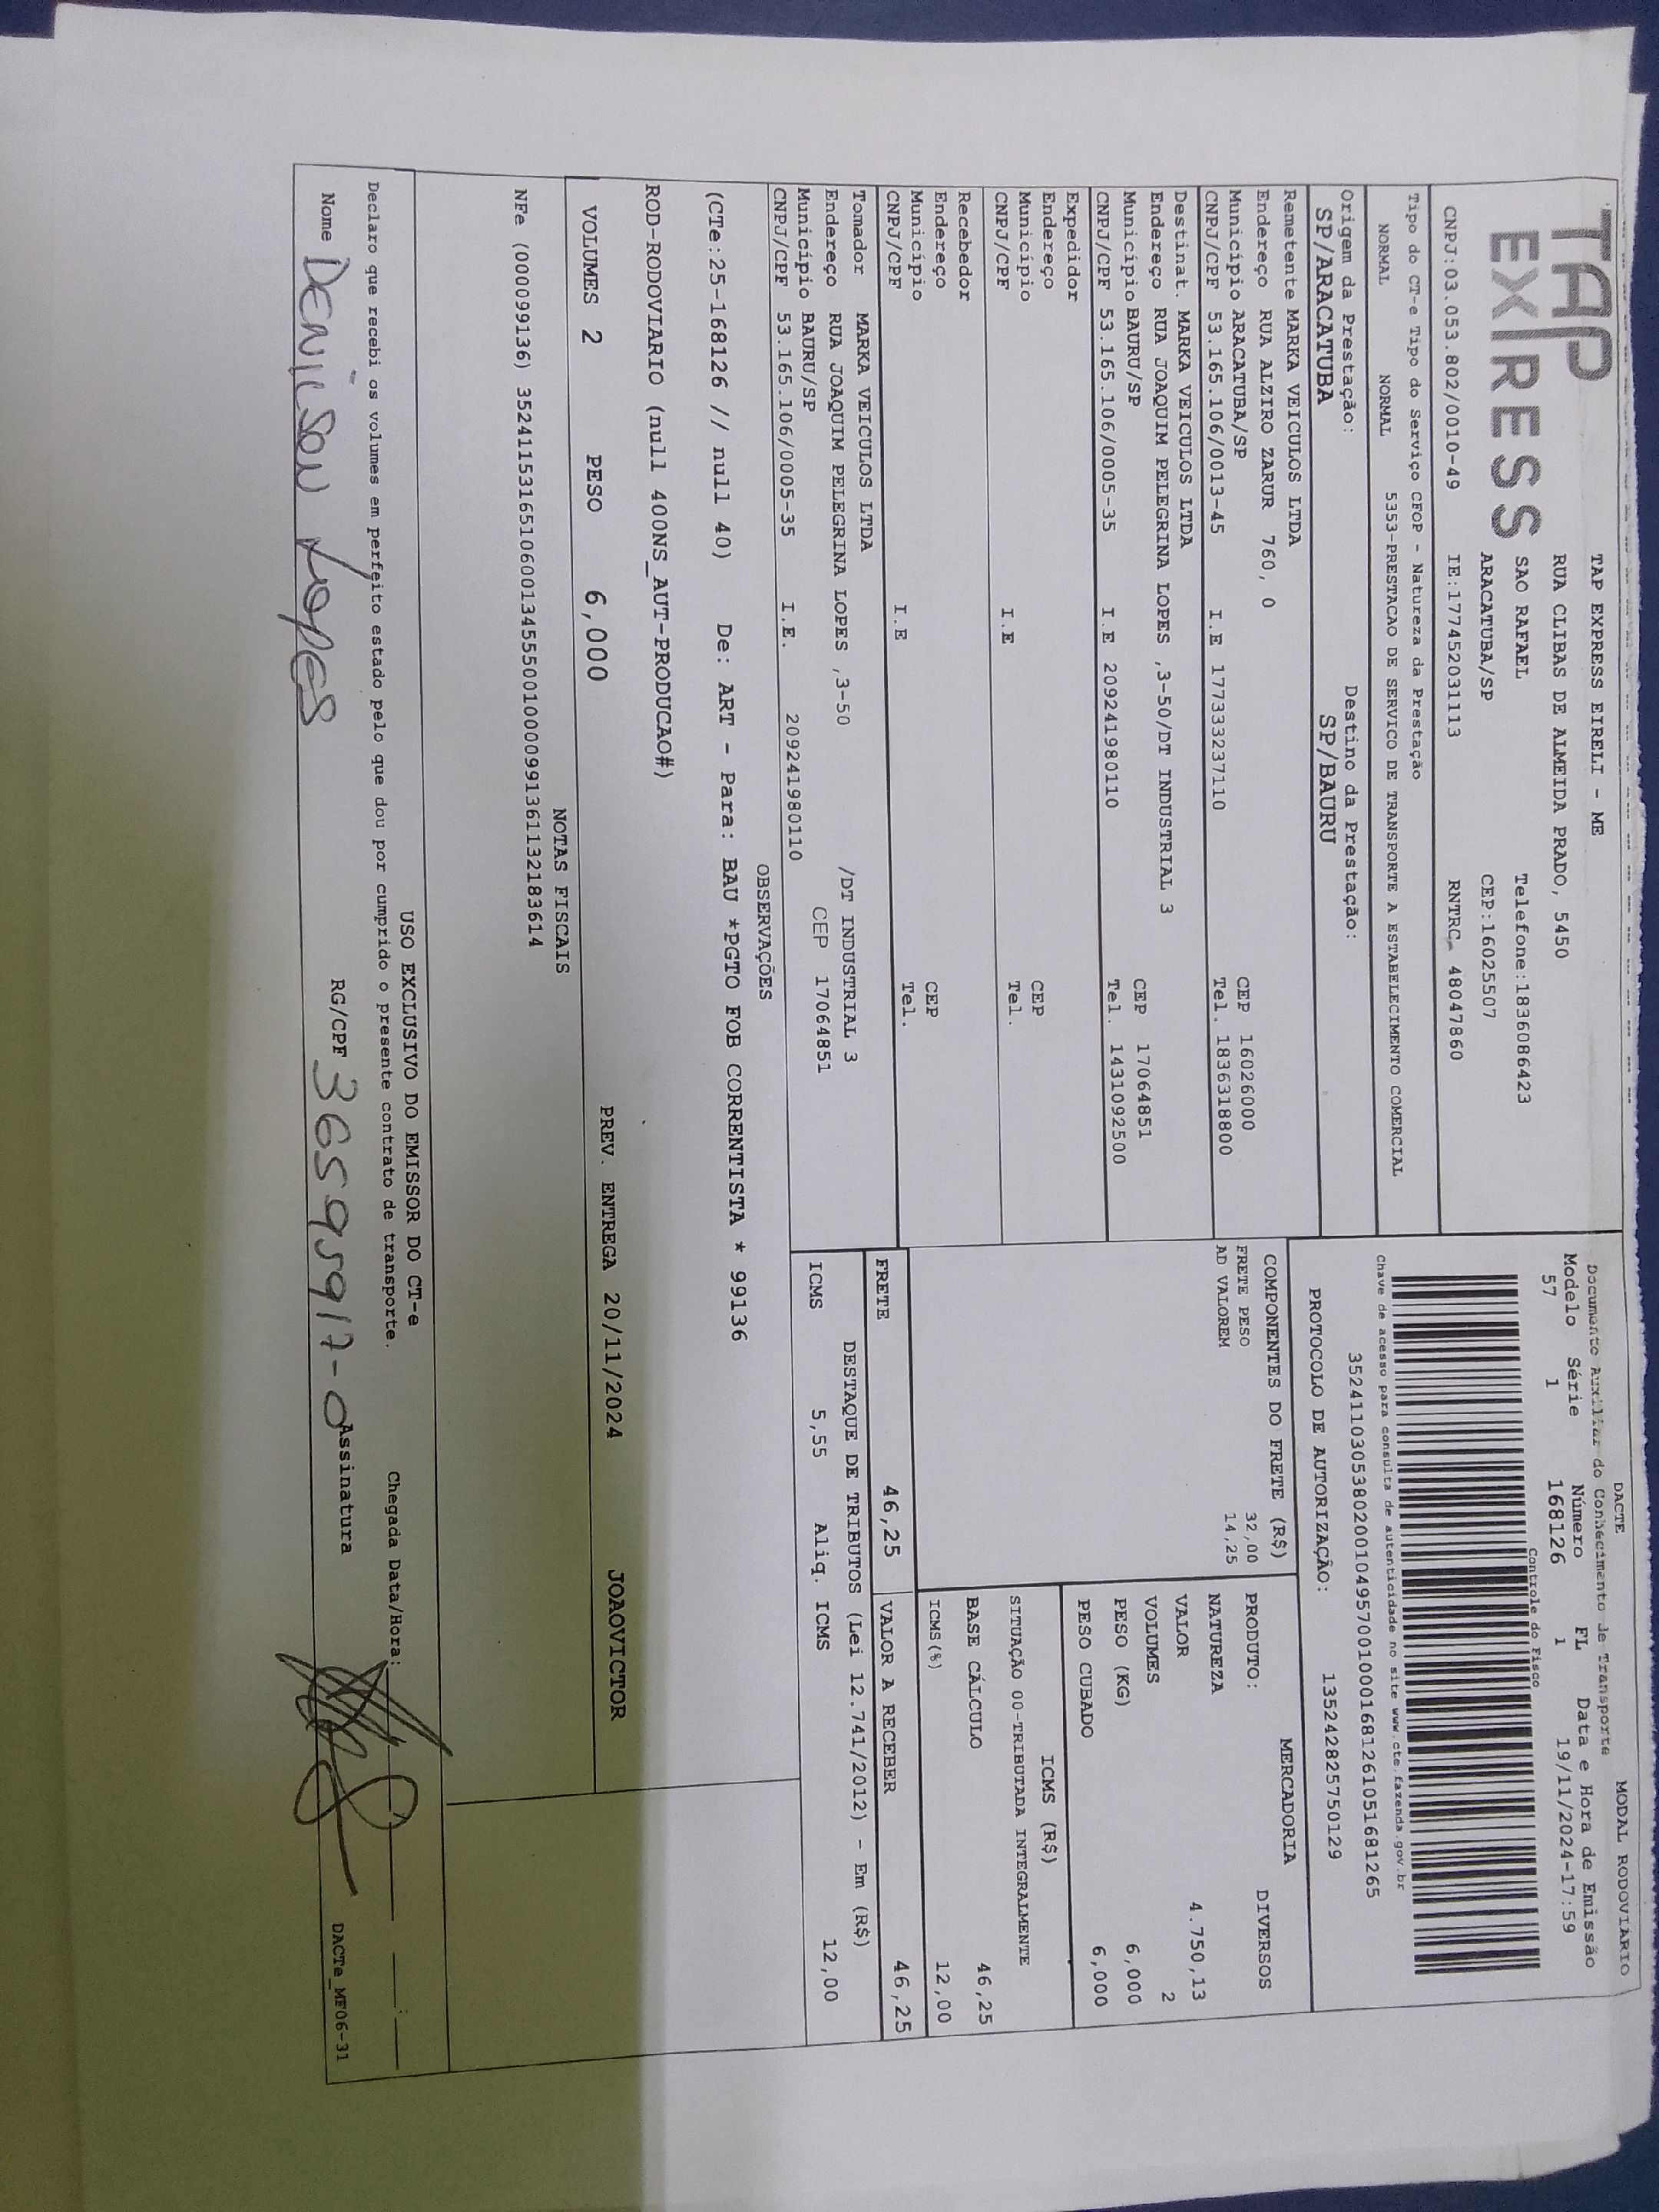 TAP
EXPRESS
TAP EXPRESS EIRELI - ME
RUA CLIBAS DE ALMEIDA PRADO, 5450
SAO RAFAEL Telefone:1836086423
ARACATUBA/SP CEP:16025507
CNPJ:03.053.802/0010-49 IE:177452031113 RNTRC 48047860
DACTE MODAL RODOVIARIO
Documento Auxiliar do Conhecimento de Transporte
Modelo Série Número FL Data e Hora de Emissão
57 1 168126 1 19/11/2024-17:59
Controle do Fisco
Chave de acesso para consulta de autenticidade no site www.cte.fazenda.gov.br
35241103053802001049570010001681261051681265
PROTOCOLO DE AUTORIZAÇÃO: 135242825750129
Tipo do CT-e Tipo do Serviço CFOP - Natureza da Prestação
NORMAL NORMAL 5353-PRESTACAO DE SERVICO DE TRANSPORTE A ESTABELECIMENTO COMERCIAL
Origem da Prestação: Destino da Prestação:
SP/ARACATUBA SP/BAURU
Remetente MARKA VEICULOS LTDA
Endereço RUA ALZIRO ZARUR 760, 0
Município ARACATUBA/SP CEP 16026000
CNPJ/CPF 53.165.106/0013-45 I.E 177333237110 Tel. 1836318800
Destinat. MARKA VEICULOS LTDA
Endereço RUA JOAQUIM PELEGRINA LOPES ,3-50/DT INDUSTRIAL 3
Município BAURU/SP CEP 17064851
CNPJ/CPF 53.165.106/0005-35 I.E 209241980110 Tel. 1431092500
Expedidor
Endereço
Município CEP
CNPJ/CPF I.E Tel.
Recebedor
Endereço
Município CEP
CNPJ/CPF I.E Tel.
Tomador MARKA VEICULOS LTDA
Endereço RUA JOAQUIM PELEGRINA LOPES ,3-50 /DT INDUSTRIAL 3
Município BAURU/SP CEP 17064851
CNPJ/CPF 53.165.106/0005-35 I.E. 209241980110
COMPONENTES DO FRETE (R$)
FRETE PESO 32,00
AD VALOREM 14,25
MERCADORIA
PRODUTO: DIVERSOS
NATUREZA
VALOR 4.750,13
VOLUMES 2
PESO (KG) 6,000
PESO CUBADO 6,000
ICMS (R$)
SITUAÇÃO 00-TRIBUTADA INTEGRALMENTE
BASE CÁLCULO 46,25
ICMS(%) 12,00
FRETE 46,25 VALOR A RECEBER 46,25
DESTAQUE DE TRIBUTOS (Lei 12.741/2012) - Em (R$)
ICMS 5,55 Aliq. ICMS 12,00
OBSERVAÇÕES
(CTe:25-168126 // null 40) De: ART - Para: BAU *PGTO FOB CORRENTISTA * 99136
ROD-RODOVIARIO (null 400NS_AUT-PRODUCAO#)
VOLUMES 2 PESO 6,000 PREV. ENTREGA 20/11/2024 JOAOVICTOR
NOTAS FISCAIS
NFe (000099136) 35241153165106001345550010000991361132183614
USO EXCLUSIVO DO EMISSOR DO CT-e
Declaro que recebi os volumes em perfeito estado pelo que dou por cumprido o presente contrato de transporte. Chegada Data/Hora:
Nome DENILSON LOPES RG/CPF 36595917-0 Assinatura
DACTe_MF06-31